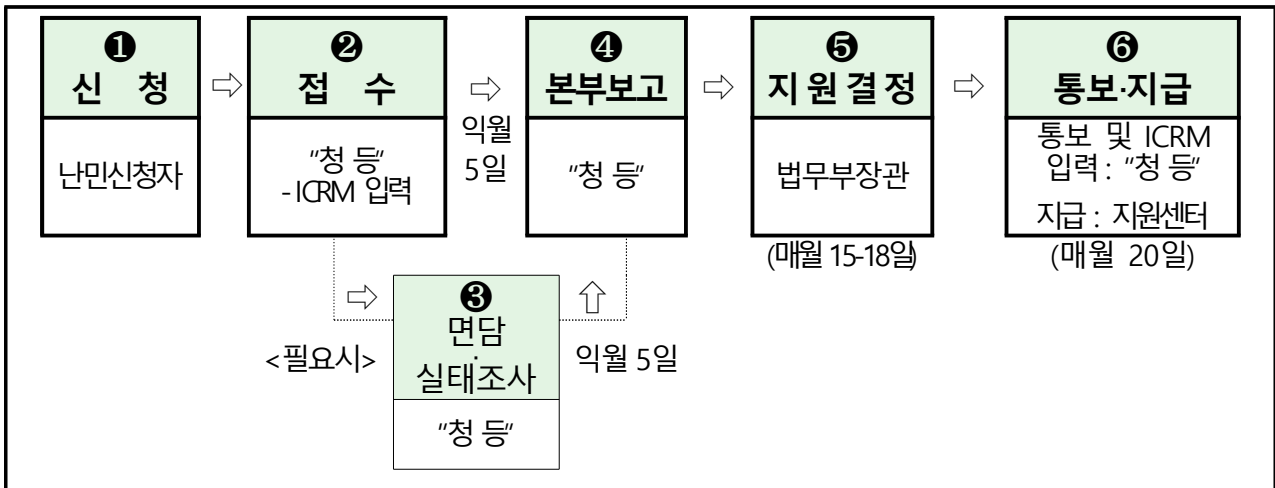 ❶
신 청
난민신청자
⇨
❷
접 수
"청 등"
- ICRM 입력
⇨
익월
5일
❹
본부보고
"청 등"
⇨
❺
지 원 결 정
법무부장관
(매월 15-18일)
⇨
❻
통보·지급
통보 및 ICRM
입력 : "청 등"
지급 : 지원센터
(매월 20일)
⇨
<필요시>
❸
면담
·
실태조사
"청 등"
⇧
익월 5일